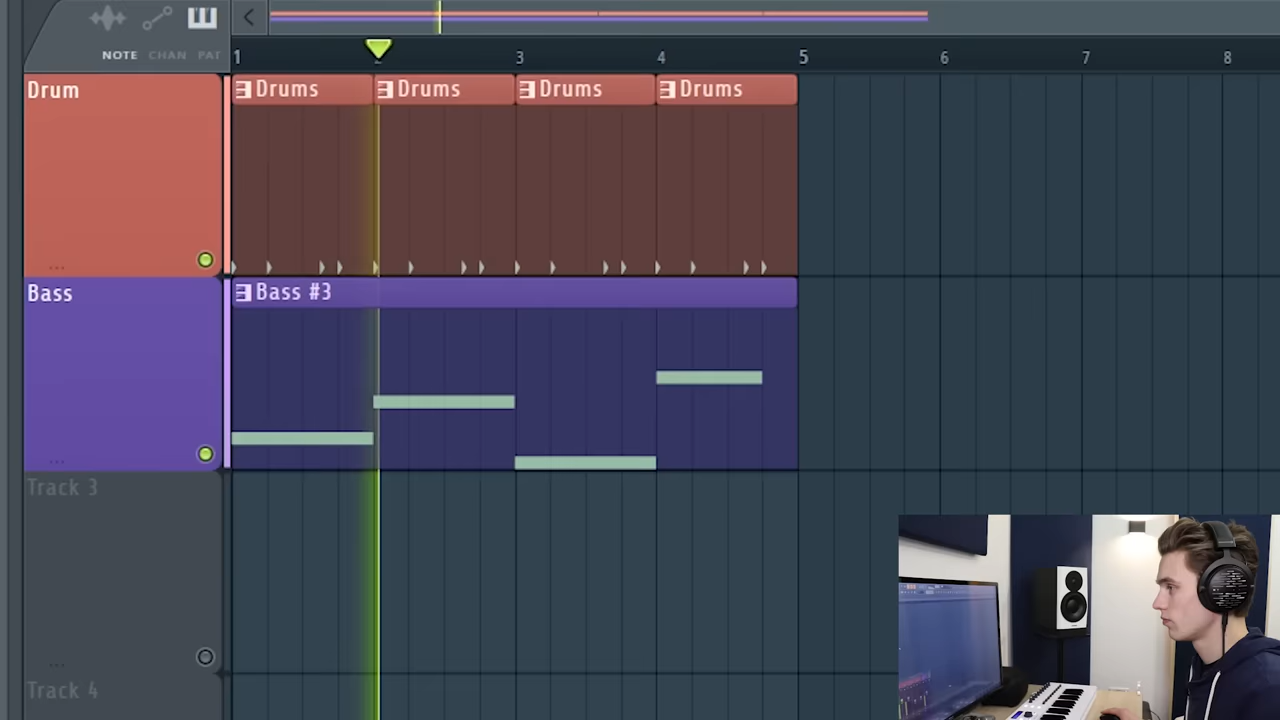 NOTE CHAN PAT
1 3 4 5 6 7 8
Drum
Drums Drums Drums Drums
Bass
Bass #3
Track 3
Track 4